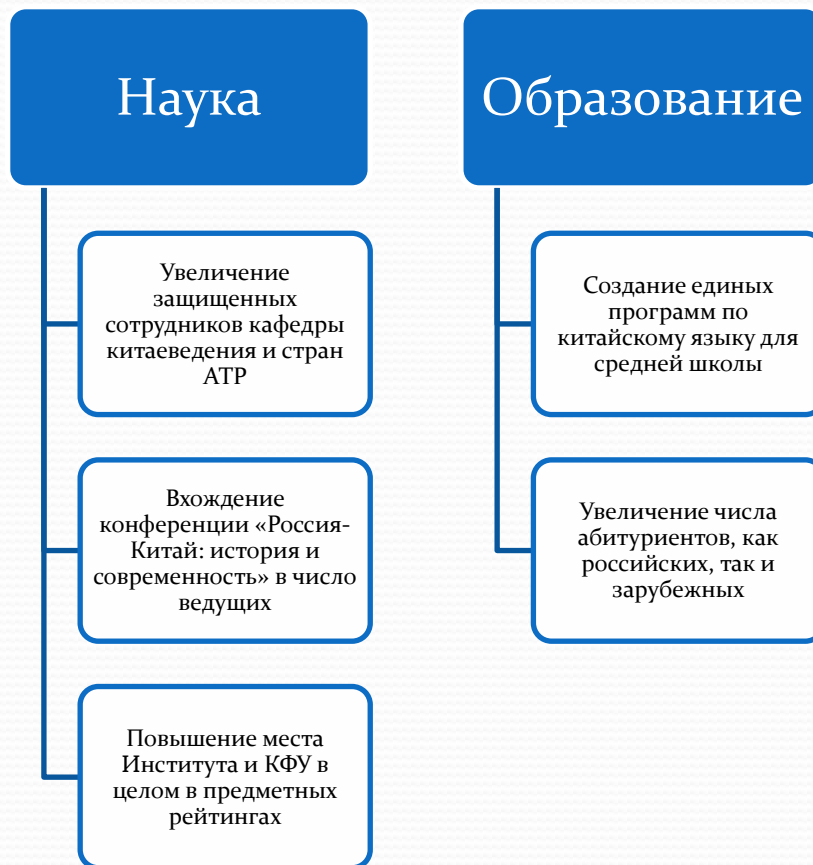 Наука
Увеличение
защищенных
сотрудников кафедры
китаеведения и стран
АТР
Вхождение
конференции «Россия-
Китай: история и
современность» в число
ведущих
Повышение места
Института и КФУ в
целом в предметных
рейтингах
Образование
Создание единых
программ по
китайскому языку для
средней школы
Увеличение числа
абитуриентов, как
российских, так и
зарубежных